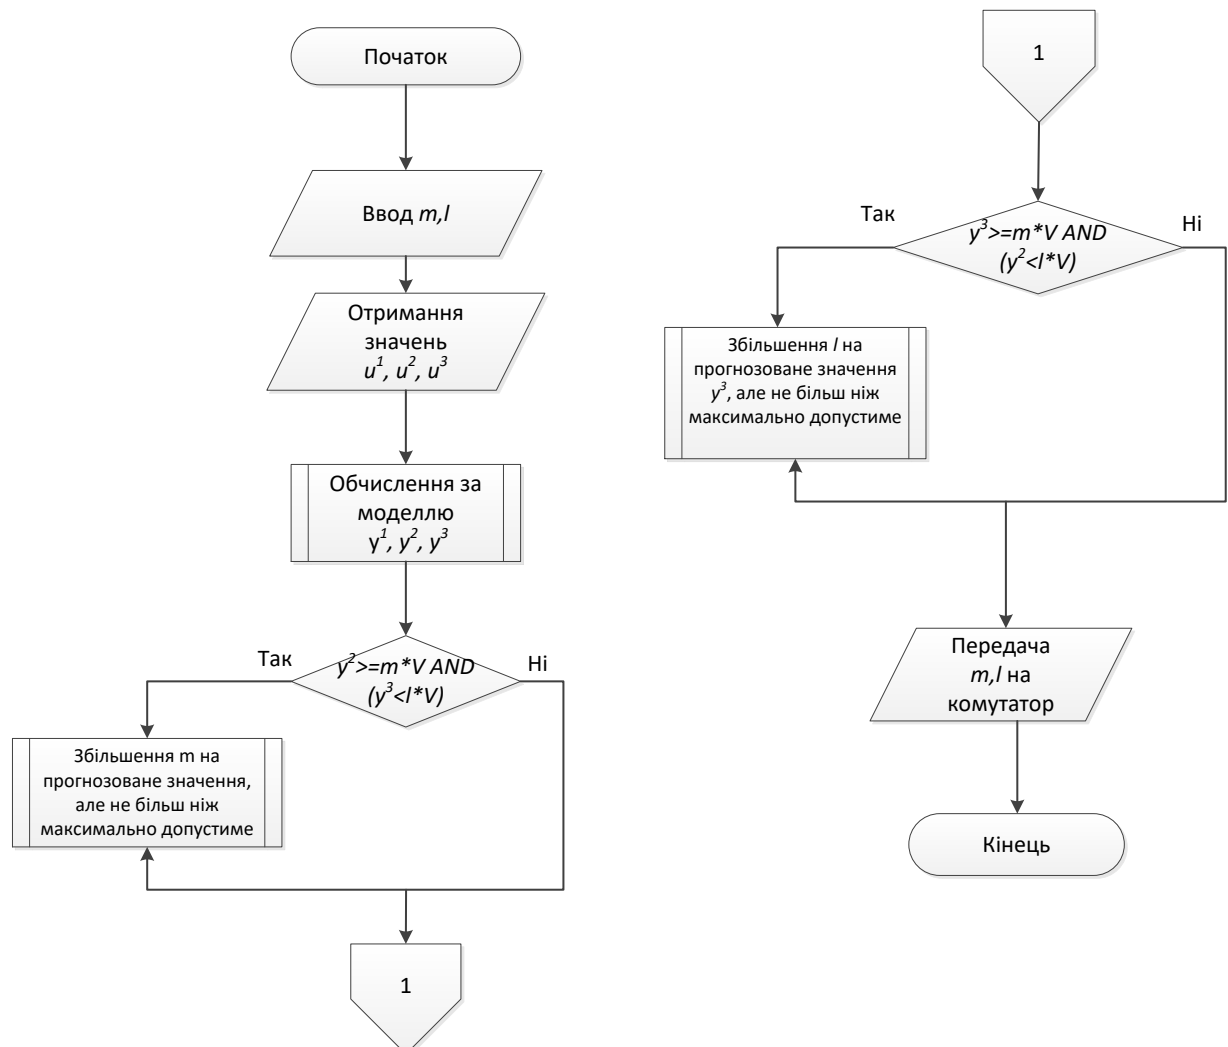 Початок
Ввод m,l
Отримання
значень
u¹, u², u³
Обчислення за
моделлю
y¹, y², y³
Так
y²>=m*V AND
(y³<l*V)
Ні
Збільшення m на
прогнозоване значення,
але не більш ніж
максимально допустиме
1
1
Так
y³>=m*V AND
(y²<l*V)
Ні
Збільшення l на
прогнозоване значення
y³, але не більш ніж
максимально допустиме
Передача
m,l на
комутатор
Кінець